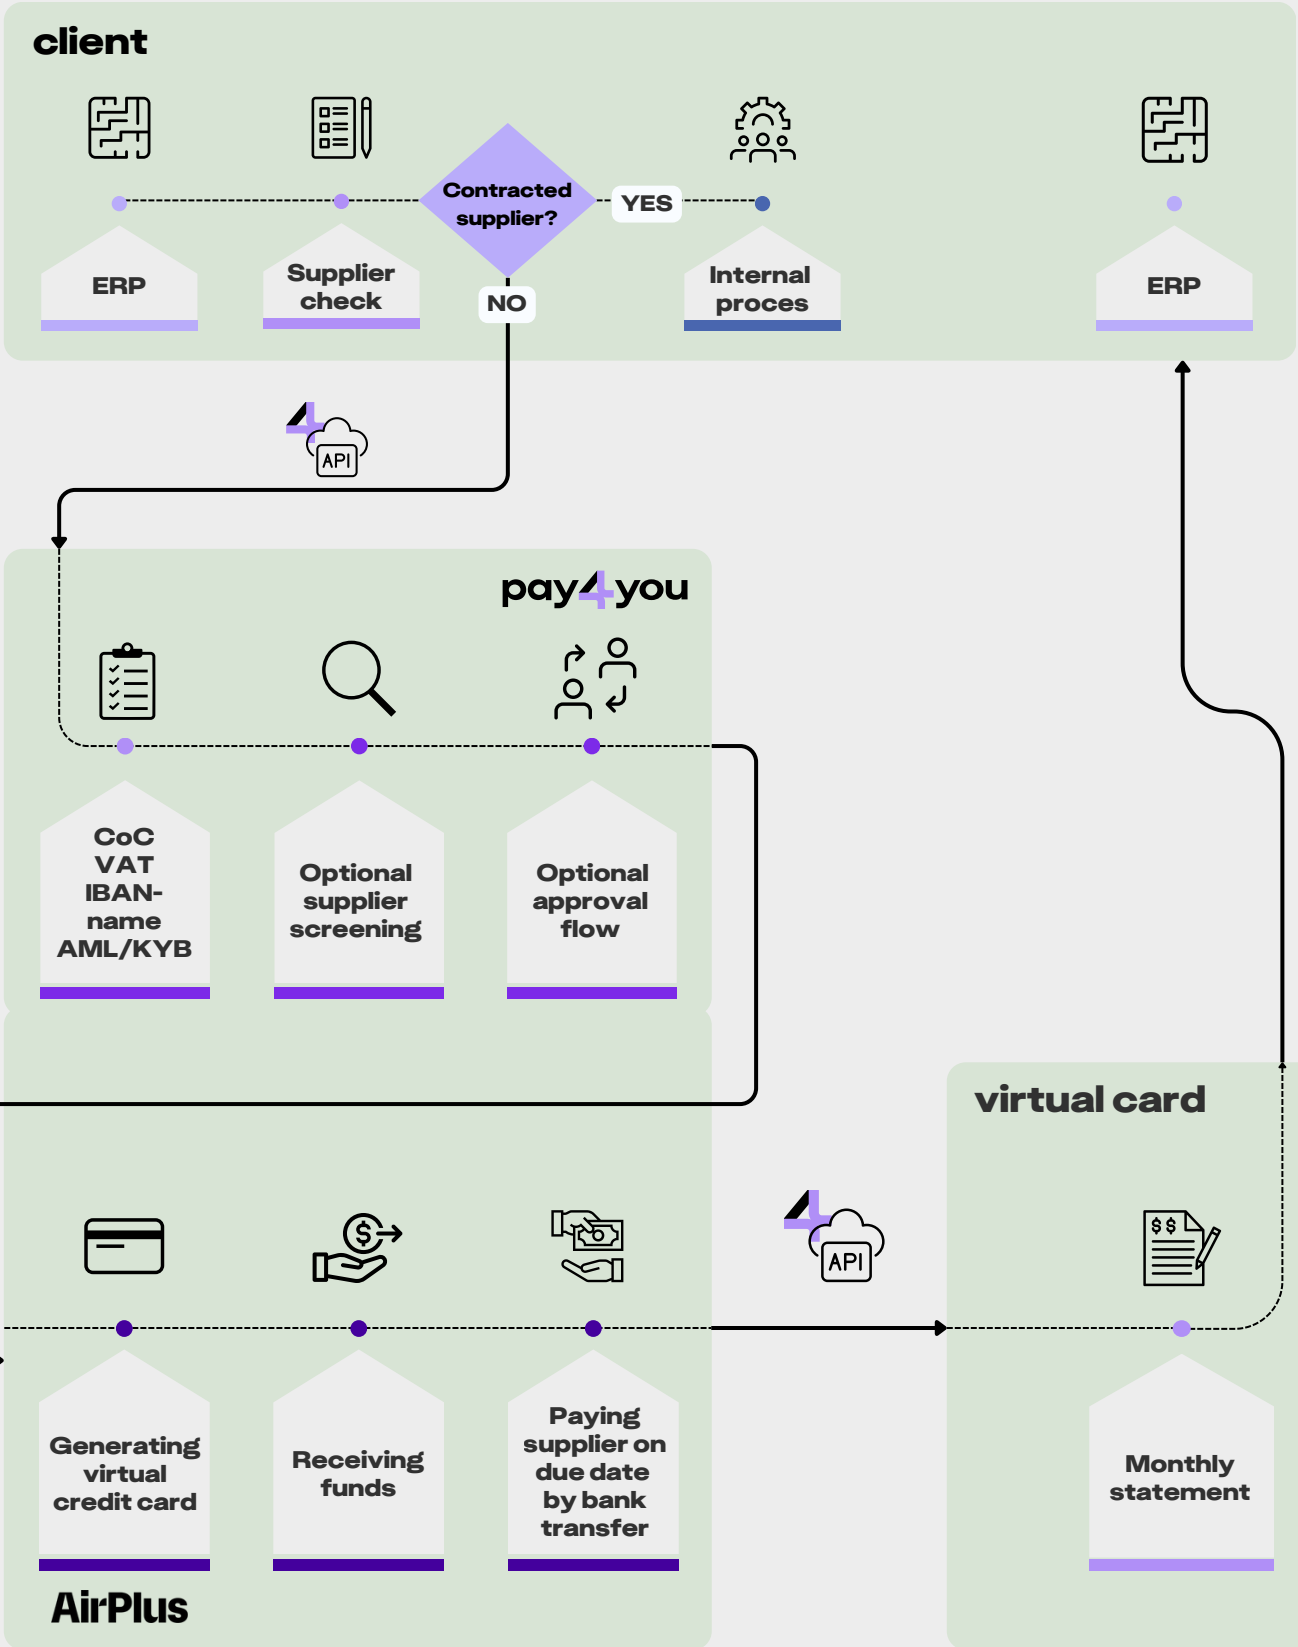 client
Contracted
supplier?
YES
NO
ERP
Supplier
check
Internal
proces
ERP
4
API
pay4you
CoC
VAT
IBAN-
name
AML/KYB
Optional
supplier
screening
Optional
approval
flow
virtual card
$ $
$
4
API
Generating
virtual
credit card
Receiving
funds
Paying
supplier on
due date
by bank
transfer
Monthly
statement
AirPlus